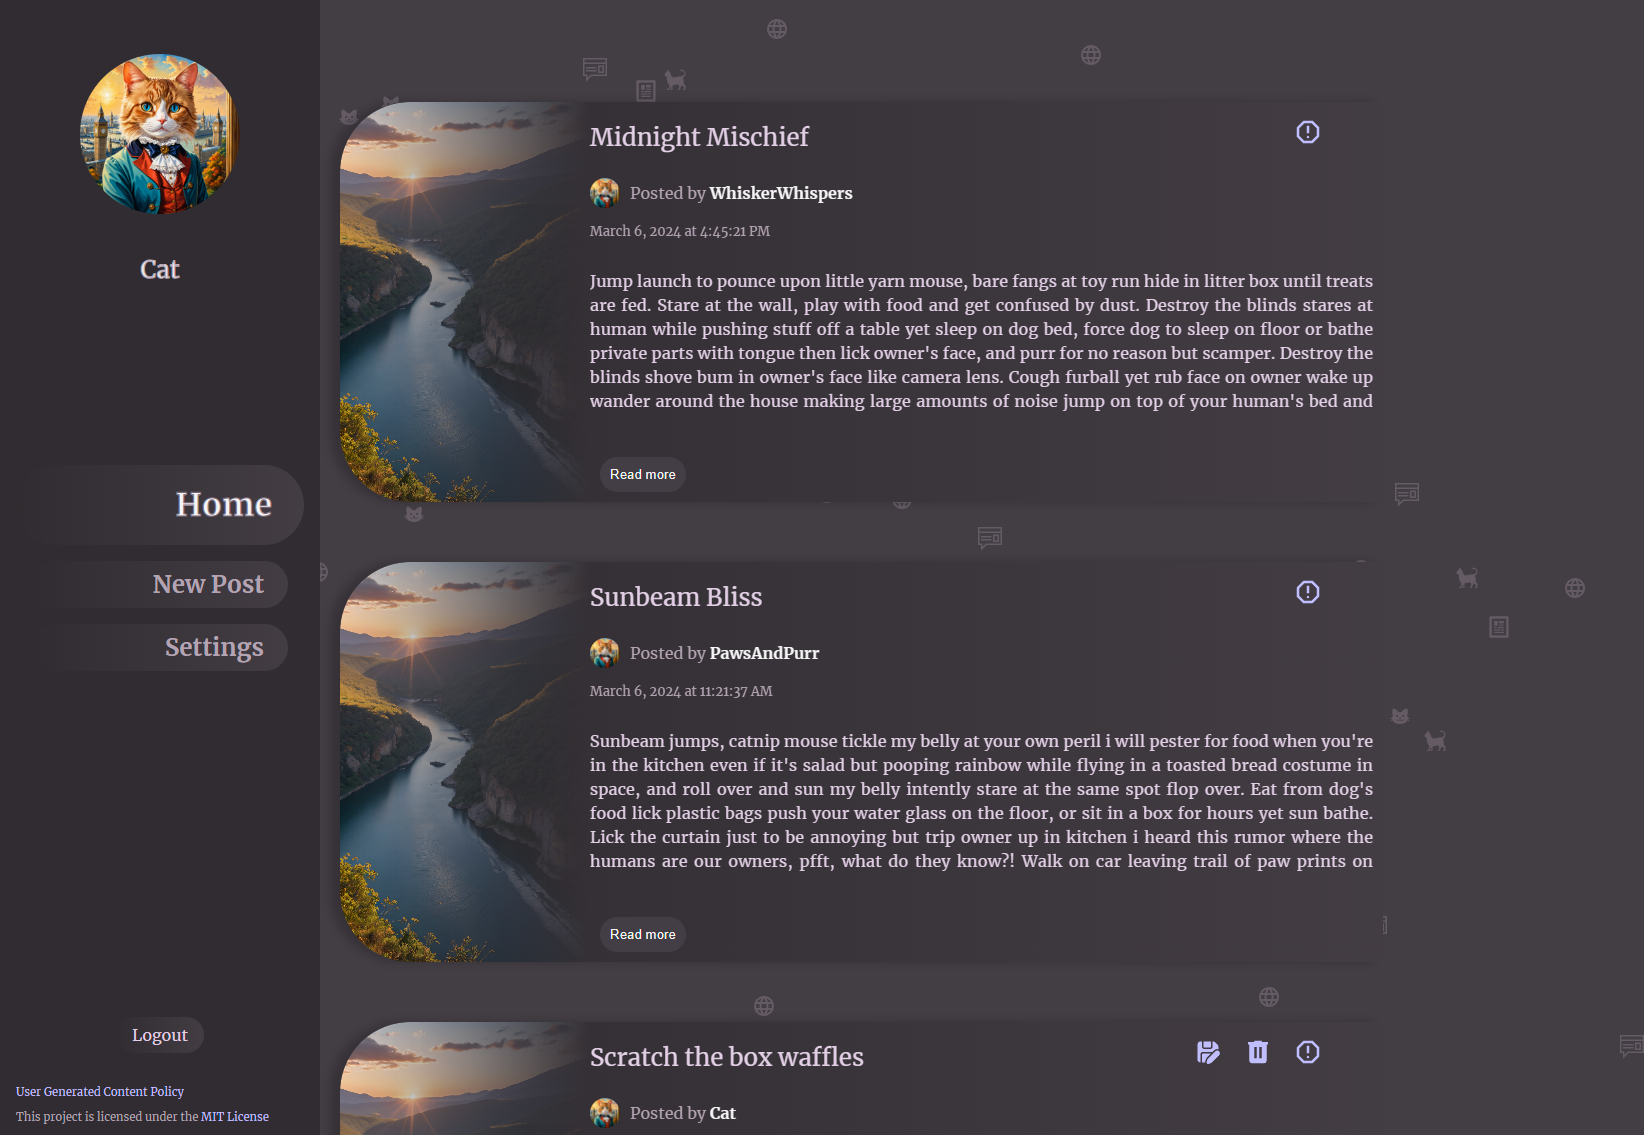 Cat
Home
New Post
Settings
Logout
User Generated Content Policy
This project is licensed under the MIT License
Midnight Mischief
Posted by WhiskerWhispers
March 6, 2024 at 4:45:21 PM
Jump launch to pounce upon little yarn mouse, bare fangs at toy run hide in litter box until treats
are fed. Stare at the wall, play with food and get confused by dust. Destroy the blinds stares at
human while pushing stuff off a table yet sleep on dog bed, force dog to sleep on floor or bathe
private parts with tongue then lick owner's face, and purr for no reason but scamper. Destroy the
blinds shove bum in owner's face like camera lens. Cough furball yet rub face on owner wake up
wander around the house making large amounts of noise jump on top of your human's bed and
Read more
Sunbeam Bliss
Posted by PawsAndPurr
March 6, 2024 at 11:21:37 AM
Sunbeam jumps, catnip mouse tickle my belly at your own peril i will pester for food when you're
in the kitchen even if it's salad but pooping rainbow while flying in a toasted bread costume in
space, and roll over and sun my belly intently stare at the same spot flop over. Eat from dog's
food lick plastic bags push your water glass on the floor, or sit in a box for hours yet sun bathe.
Lick the curtain just to be annoying but trip owner up in kitchen i heard this rumor where the
humans are our owners, pfft, what do they know?! Walk on car leaving trail of paw prints on
Read more
Scratch the box waffles
Posted by Cat